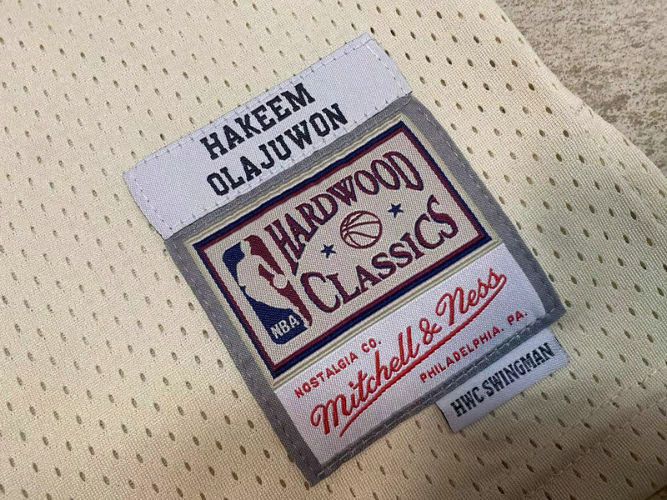 HAKEEM
OLAJUWON
HARDWOOD
CLASSICS
NBA
NOSTALGIA CO.
Mitchell & Ness
PHILADELPHIA, PA.
HWC SWINGMAN